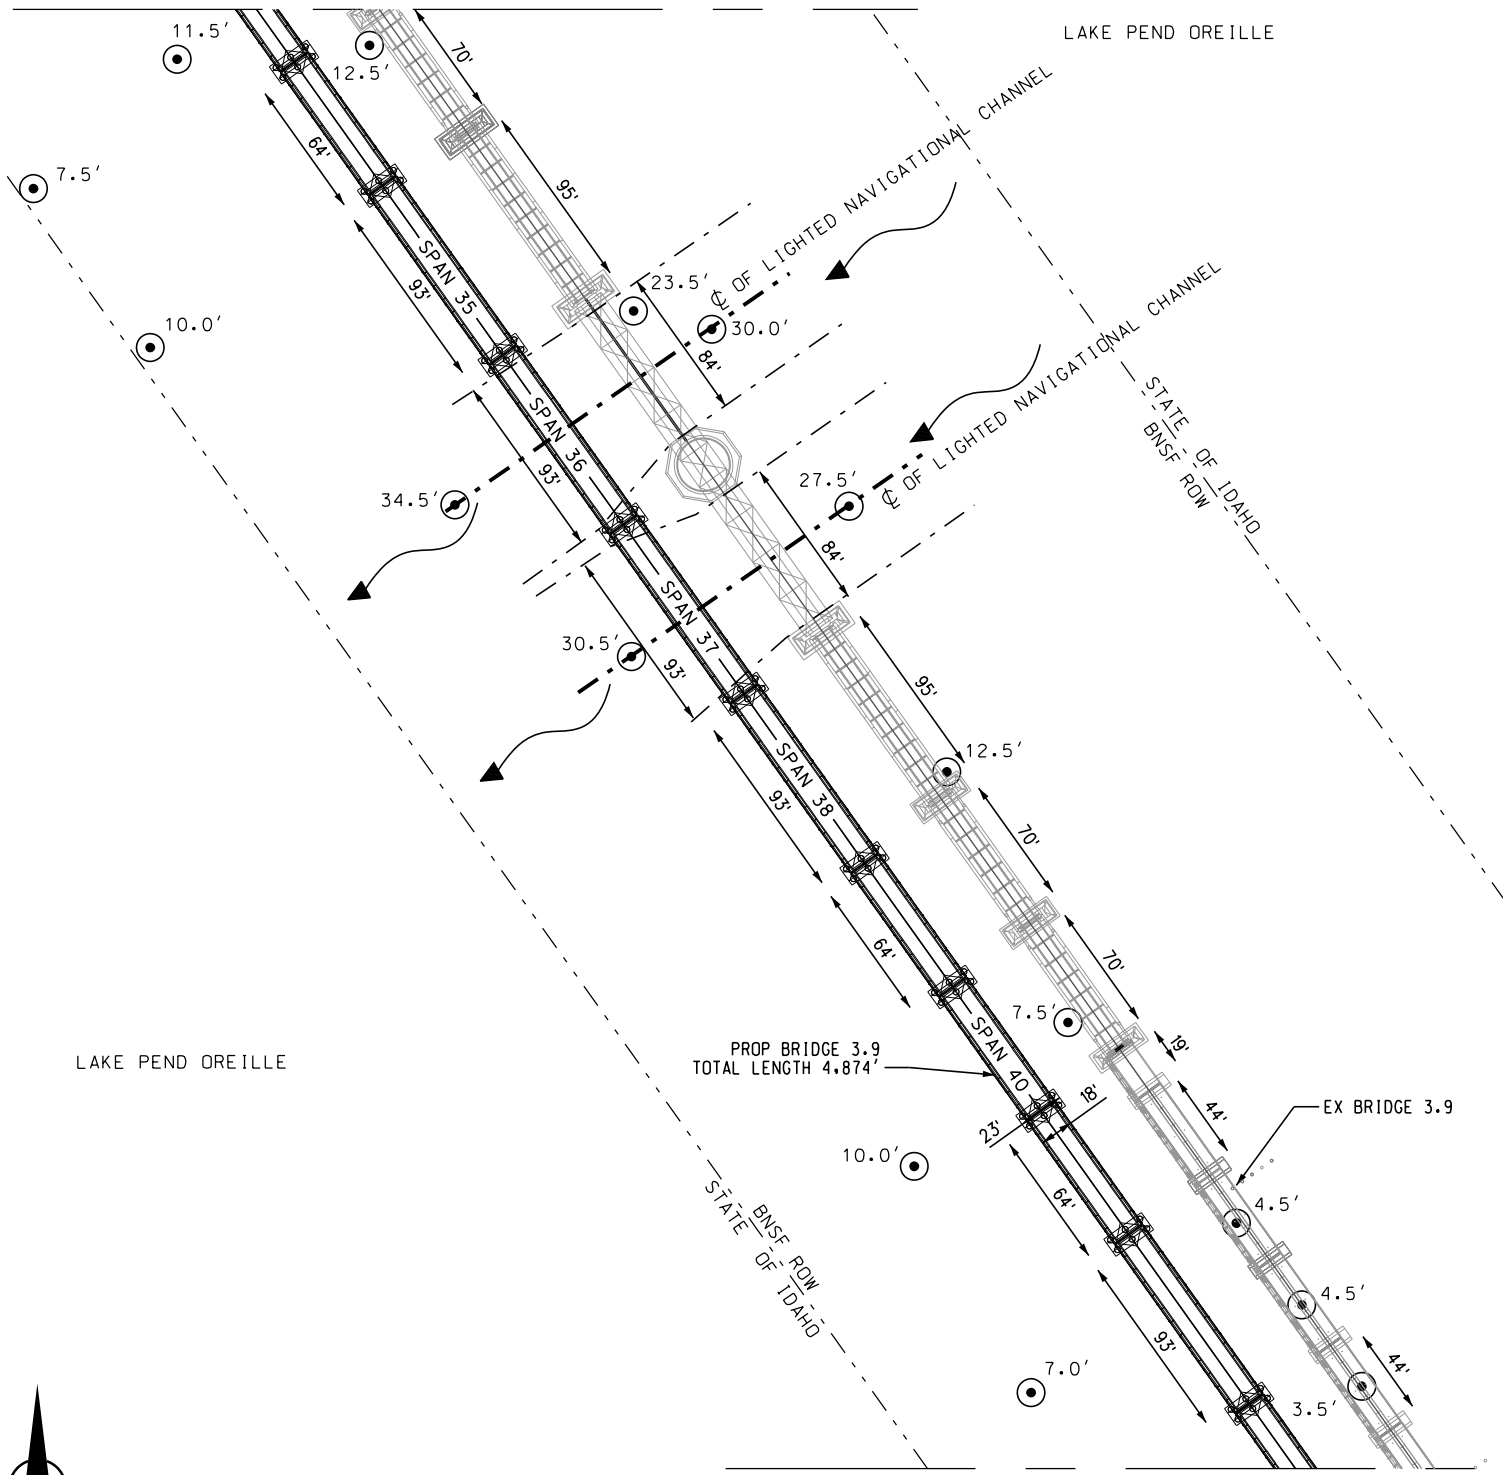 11.5'
12.5'
70'
LAKE PEND OREILLE
64'
7.5'
95'
℄ OF LIGHTED NAVIGATIONAL CHANNEL
SPAN 35
93'
23.5'
30.0'
10.0'
84'
℄ OF LIGHTED NAVIGATIONAL CHANNEL
SPAN 36
93'
STATE OF IDAHO
BNSF ROW
34.5'
27.5'
84'
SPAN 37
30.5'
93'
95'
12.5'
SPAN 38
93'
70'
64'
70'
7.5'
SPAN 40
19'
LAKE PEND OREILLE
PROP BRIDGE 3.9
TOTAL LENGTH 4,874'
18'
23'
44'
EX BRIDGE 3.9
10.0'
64'
4.5'
BNSF ROW
STATE OF IDAHO
4.5'
93'
44'
7.0'
3.5'